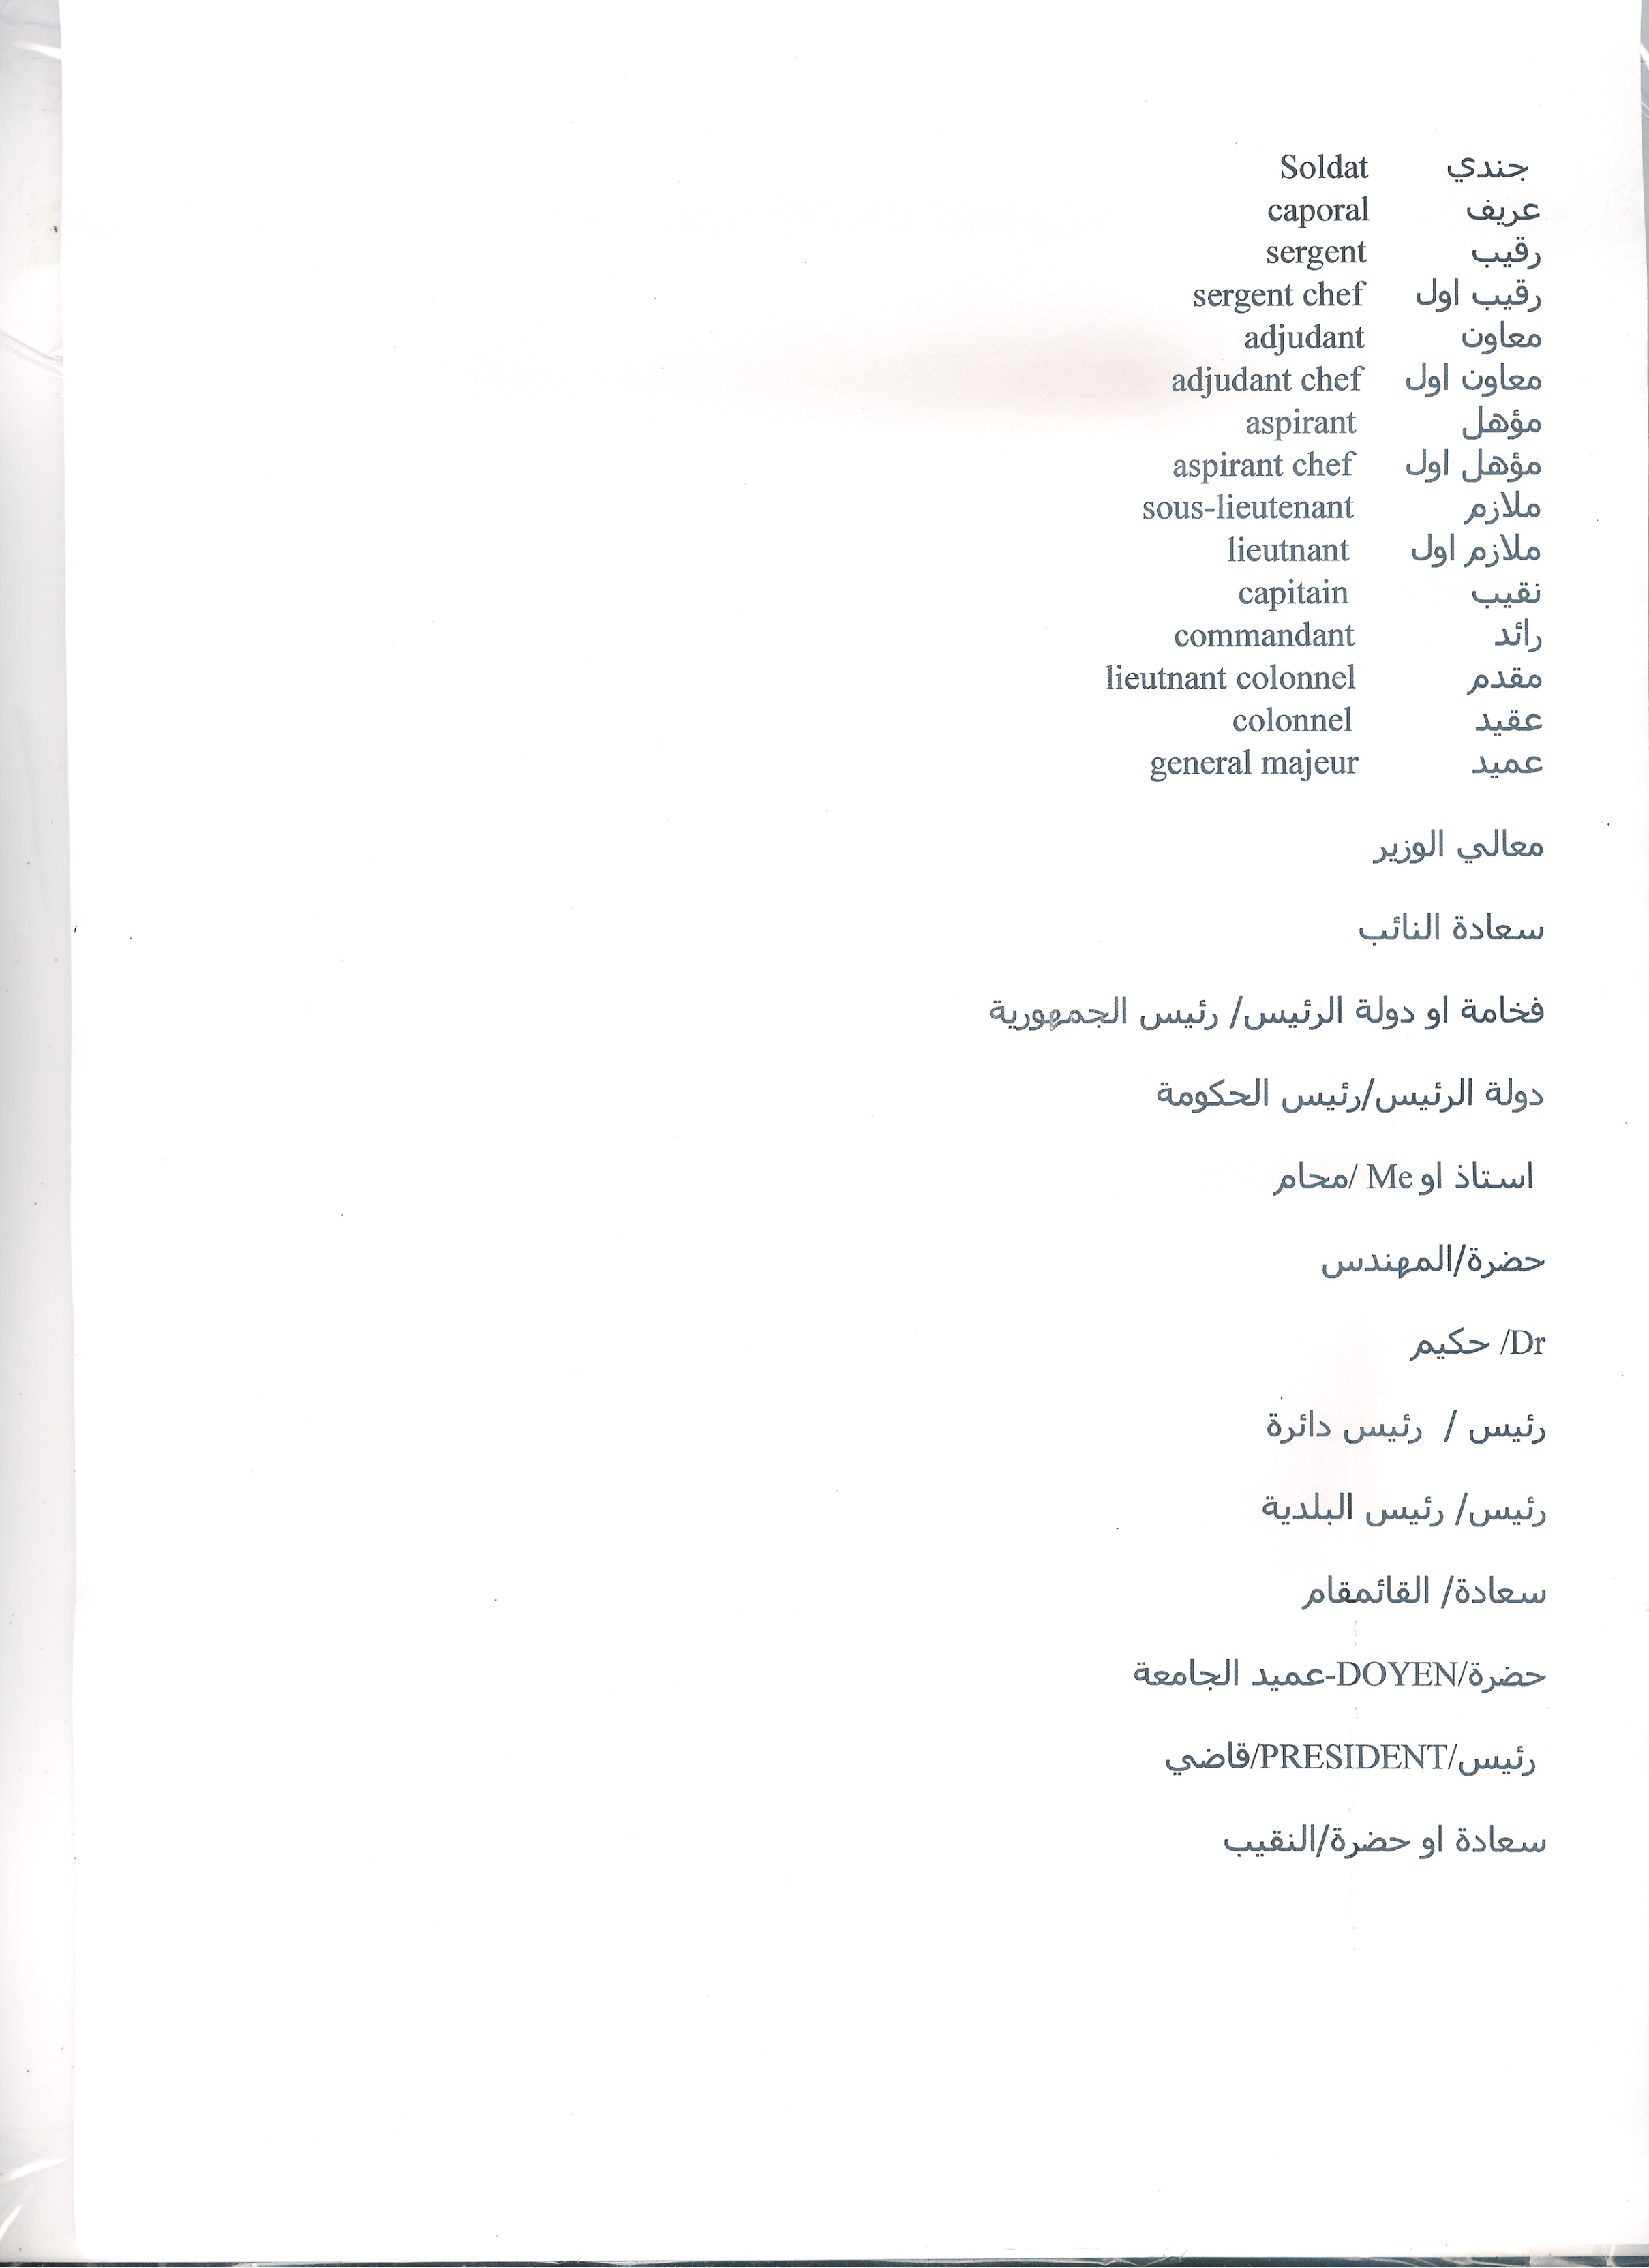 جندي Soldat
عريف caporal
رقيب sergent
رقيب اول sergent chef
معاون adjudant
معاون اول adjudant chef
مؤهل aspirant
مؤهل اول aspirant chef
ملازم sous-lieutenant
ملازم اول lieutnant
نقيب capitain
رائد commandant
مقدم lieutnant colonnel
عقيد colonnel
عميد general majeur
معالي الوزير
سعادة النائب
فخامة او دولة الرئيس/ رئيس الجمهورية
دولة الرئيس/رئيس الحكومة
استاذ او Me /محام
حضرة/المهندس
Dr/ حكيم
رئيس / رئيس دائرة
رئيس/ رئيس البلدية
سعادة/ القائمقام
حضرة/DOYEN-عميد الجامعة
رئيس/PRESIDENT/قاضي
سعادة او حضرة/النقيب